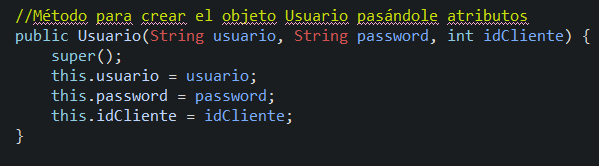 //Método para crear el objeto Usuario pasándole atributos
public Usuario(String usuario, String password, int idCliente) {
    super();
    this.usuario = usuario;
    this.password = password;
    this.idCliente = idCliente;
}